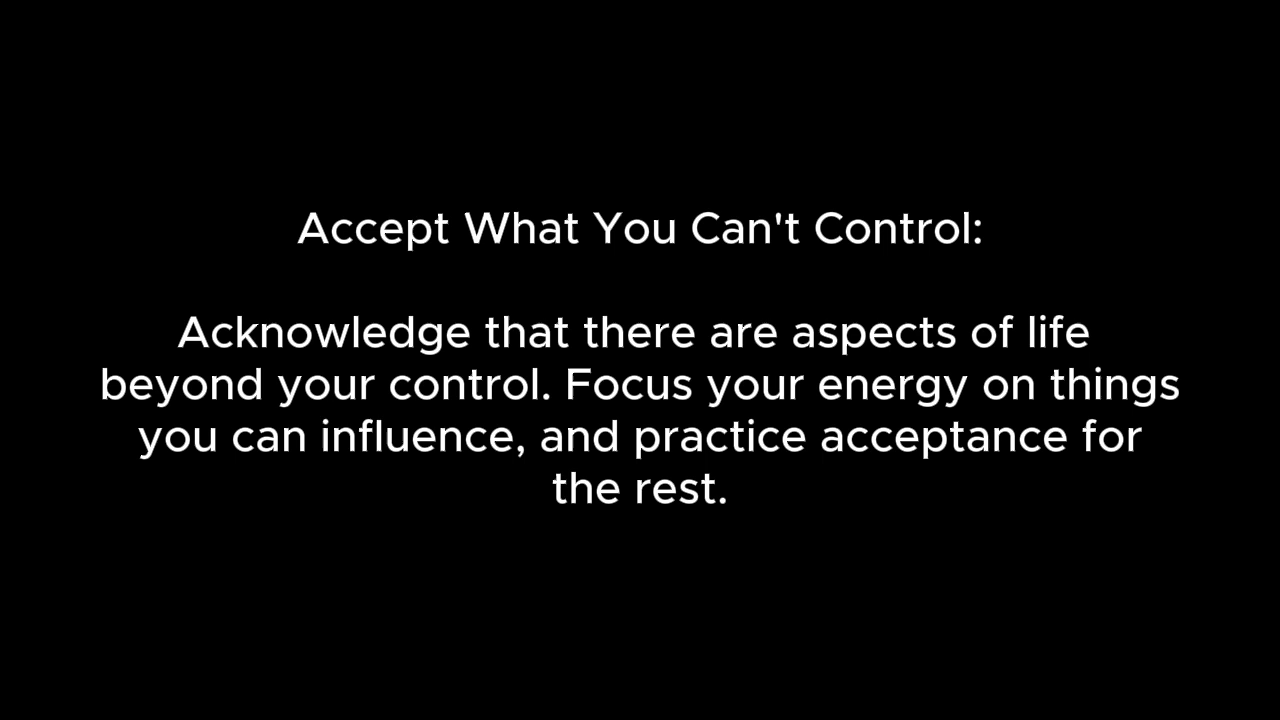 Accept What You Can't Control:
Acknowledge that there are aspects of life
beyond your control. Focus your energy on things
you can influence, and practice acceptance for
the rest.